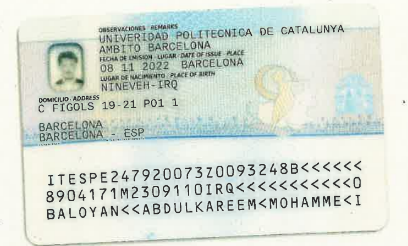 OBSERVACIONES · REMARKS
UNIVERIDAD POLITECNICA DE CATALUNYA
AMBITO BARCELONA
FECHA DE EMISION - LUGAR · DATE OF ISSUE - PLACE
08 11 2022 BARCELONA
LUGAR DE NACIMIENTO · PLACE OF BIRTH
NINEVEH-IRQ
DOMICILIO · ADDRESS
C FIGOLS 19-21 P01 1
BARCELONA
BARCELONA - ESP
ITESPE247920073Z0093248B<<<<<<
8904171M2309110IRQ<<<<<<<<<<<0
BALOYAN<<ABDULKAREEM<MOHAMME<I